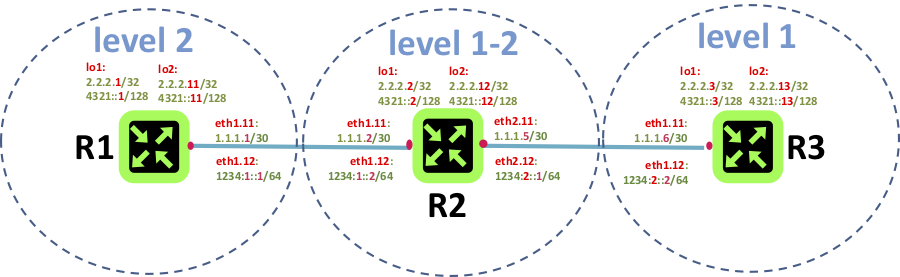 level 2
lo1:
2.2.2.1/32
4321::1/128
lo2:
2.2.2.11/32
4321::11/128
R1
eth1.11:
1.1.1.1/30
eth1.12:
1234:1::1/64
level 1-2
lo1:
2.2.2.2/32
4321::2/128
lo2:
2.2.2.12/32
4321::12/128
eth1.11:
1.1.1.2/30
eth1.12:
1234:1::2/64
R2
eth2.11:
1.1.1.5/30
eth2.12:
1234:2::1/64
level 1
lo1:
2.2.2.3/32
4321::3/128
lo2:
2.2.2.13/32
4321::13/128
eth1.11:
1.1.1.6/30
eth1.12:
1234:2::2/64
R3